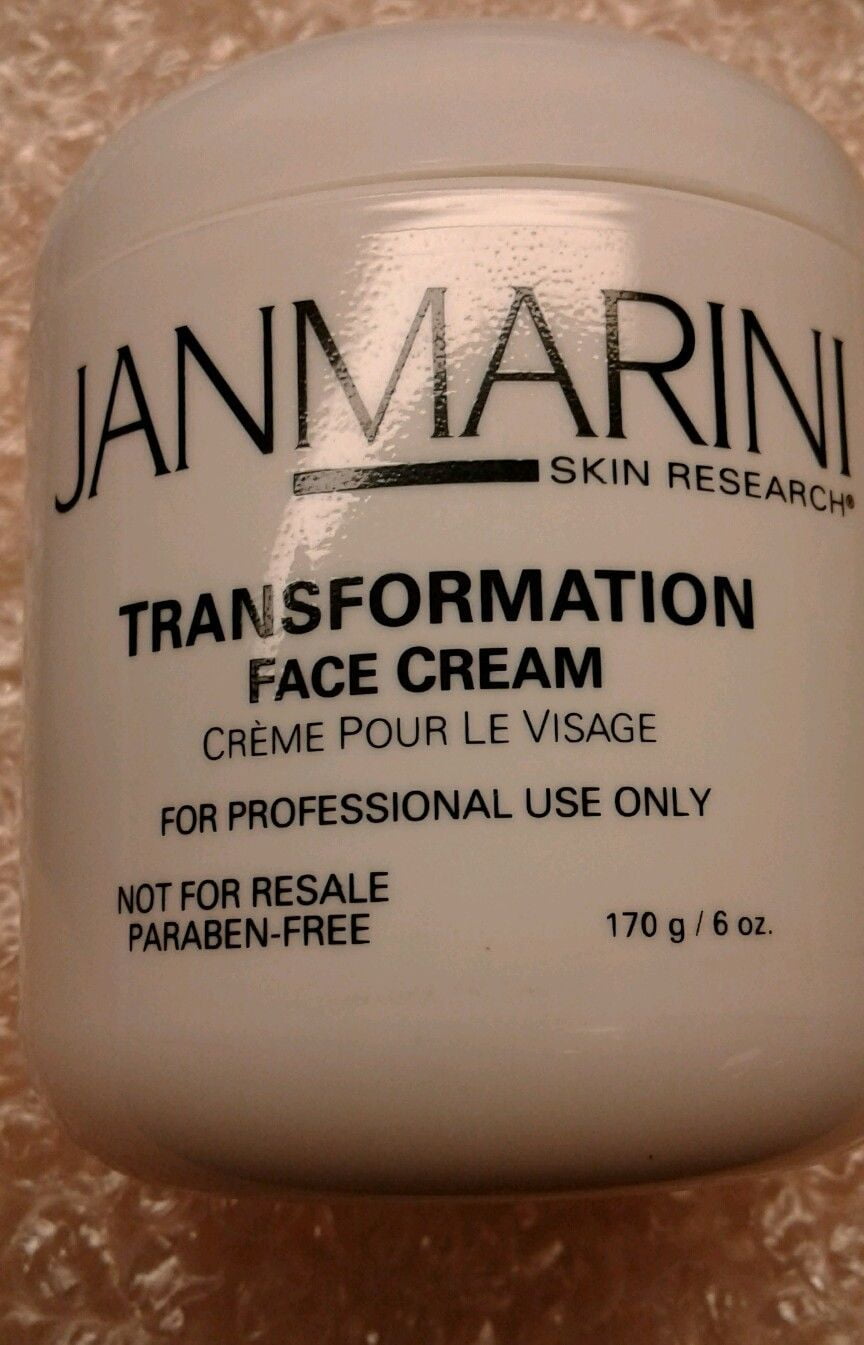 JANMARINI
SKIN RESEARCH®
TRANSFORMATION
FACE CREAM
CRÈME POUR LE VISAGE
FOR PROFESSIONAL USE ONLY
NOT FOR RESALE
PARABEN-FREE
170 g / 6 oz.